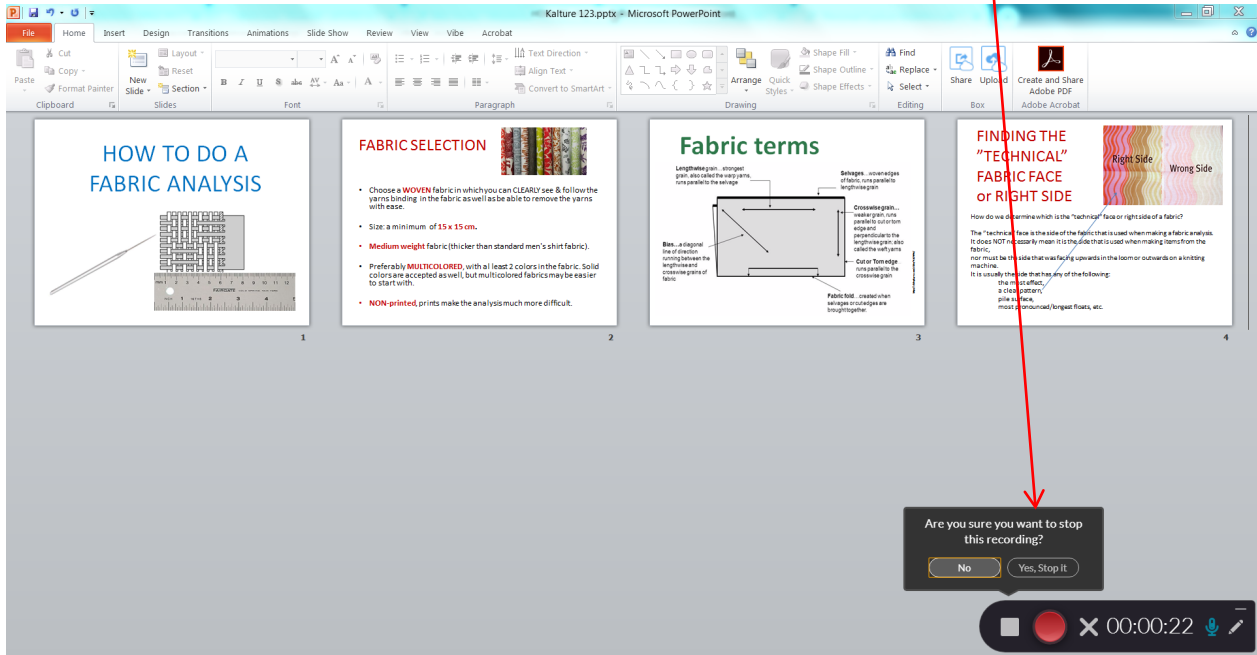 Kalture 123.pptx - Microsoft PowerPoint
File Home Insert Design Transitions Animations Slide Show Review View Vibe Acrobat
Paste
Cut
Copy
Format Painter
Clipboard
New Slide
Layout
Reset
Section
Slides
B I U S abc AV Aa A
Font
Text Direction
Align Text
Convert to SmartArt
Paragraph
Arrange
Quick Styles
Shape Fill
Shape Outline
Shape Effects
Drawing
Find
Replace
Select
Editing
Share Upload
Box
Create and Share
Adobe PDF
Adobe Acrobat
HOW TO DO A
FABRIC ANALYSIS
1
FABRIC SELECTION
• Choose a WOVEN fabric in which you can CLEARLY see & follow the
yarns binding in the fabric as well as be able to remove the yarns
with ease.
• Size: a minimum of 15 x 15 cm.
• Medium weight fabric (thicker than standard men's shirt fabric).
• Preferably MULTICOLORED, with al least 2 colors in the fabric. Solid
colors are accepted as well, but multicolored fabrics may be easier
to start with.
• NON-printed, prints make the analysis much more difficult.
2
Fabric terms
Lengthwise grain...strongest
grain, also called the warp yarns,
runs parallel to the selvage
Selvages...woven edges
of fabric, runs parallel to
lengthwise grain
Crosswise grain...
weaker grain, runs
parallel to cut or torn
edge and
perpendicular to the
lengthwise grain; also
called the weft yarns
Bias...a diagonal
line of direction
running between the
lengthwise and
crosswise grains of
fabric
Cut or Torn edge
runs parallel to the
crosswise grain
Fabric fold...created when
selvages or cut edges are
brought together.
3
FINDING THE
"TECHNICAL"
FABRIC FACE
or RIGHT SIDE
Right Side
Wrong Side
How do we determine which is the "technical" face or right side of a fabric?
The "technical" face is the side of the fabric that is used when making a fabric analysis.
It does NOT necessarily mean it is the side that is used when making items from the
fabric,
nor must be the side that was facing upwards in the loom or outwards on a knitting
machine.
It is usually the side that has any of the following:
the most effect,
a clear pattern,
pile surface,
most pronounced/longest floats, etc.
4
Are you sure you want to stop
this recording?
No
Yes, Stop it
00:00:22